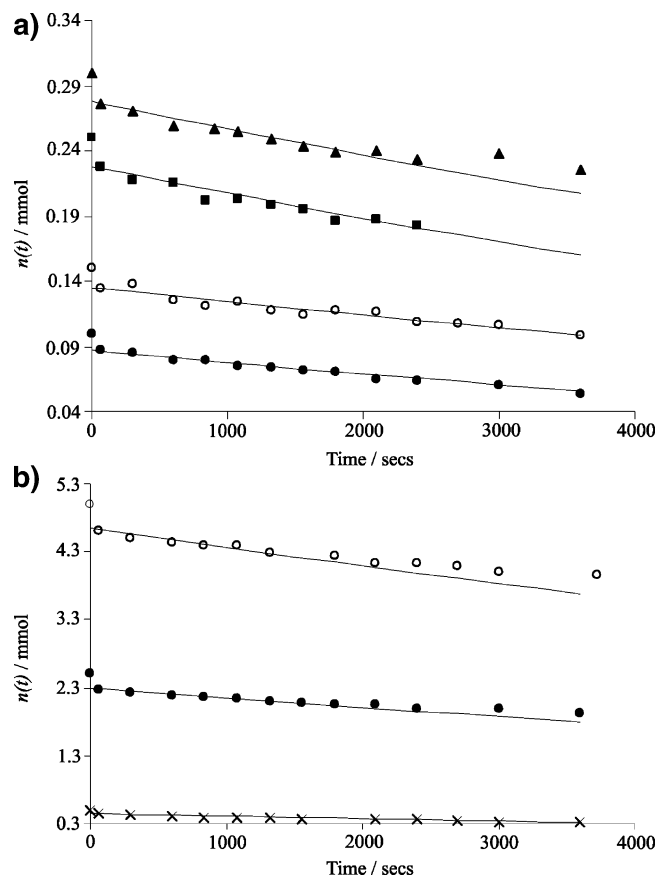 a)
0.34
0.29
0.24
0.19
0.14
0.09
0.04
n(t) / mmol
0 1000 2000 3000 4000
Time / secs
b)
5.3
4.3
3.3
2.3
1.3
0.3
n(t) / mmol
0 1000 2000 3000 4000
Time / secs